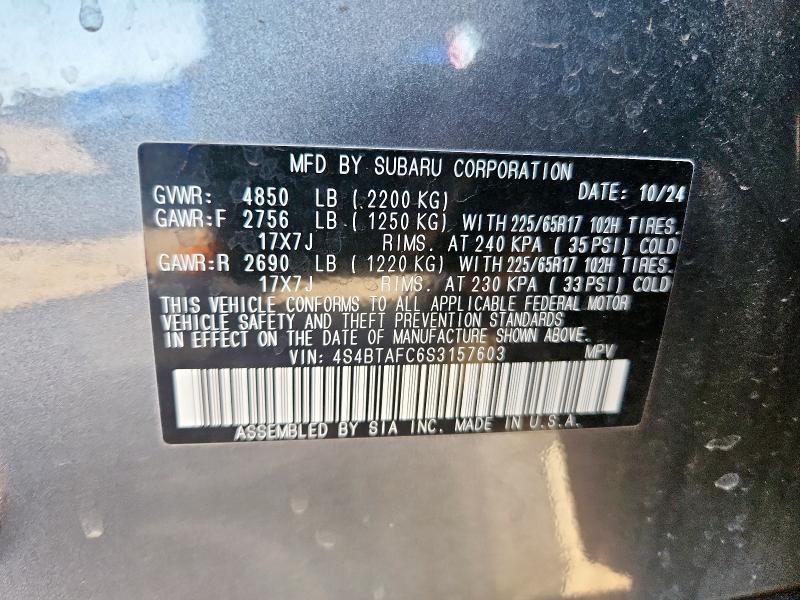 MFD BY SUBARU CORPORATION
GVWR: 4850 LB ( 2200 KG) DATE: 10/24
GAWR:F 2756 LB ( 1250 KG) WITH 225/65R17 102H TIRES.
17X7J RIMS. AT 240 KPA ( 35 PSI) COLD
GAWR:R 2690 LB ( 1220 KG) WITH 225/65R17 102H TIRES.
17X7J RIMS. AT 230 KPA ( 33 PSI) COLD
THIS VEHICLE CONFORMS TO ALL APPLICABLE FEDERAL MOTOR
VEHICLE SAFETY AND THEFT PREVENTION STANDARDS
IN EFFECT ON THE DATE OF MANUFACTURE SHOWN ABOVE.
VIN: 4S4BTAFC6S3157603 MPV
ASSEMBLED BY SIA INC. MADE IN U.S.A.